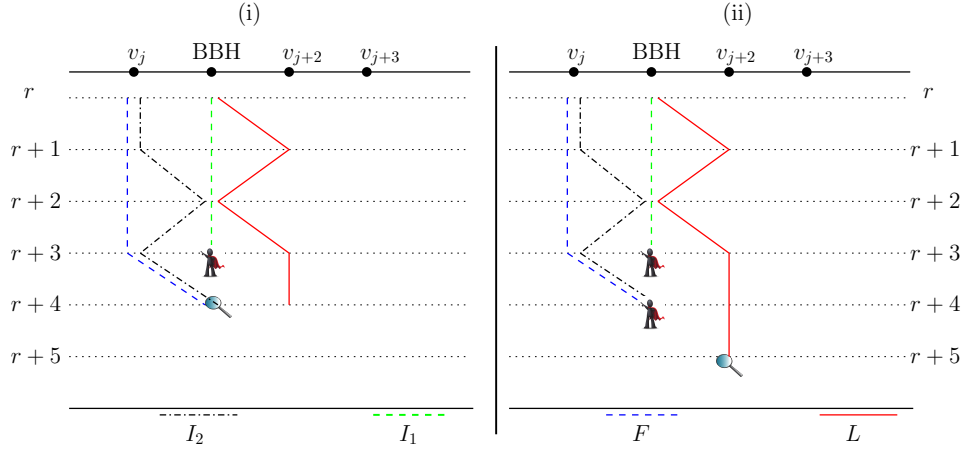 (i) (ii)
v_j BBH v_{j+2} v_{j+3} v_j BBH v_{j+2} v_{j+3}
r r
r + 1 r + 1
r + 2 r + 2
r + 3 r + 3
r + 4 r + 4
r + 5 r + 5
I_2 I_1 F L